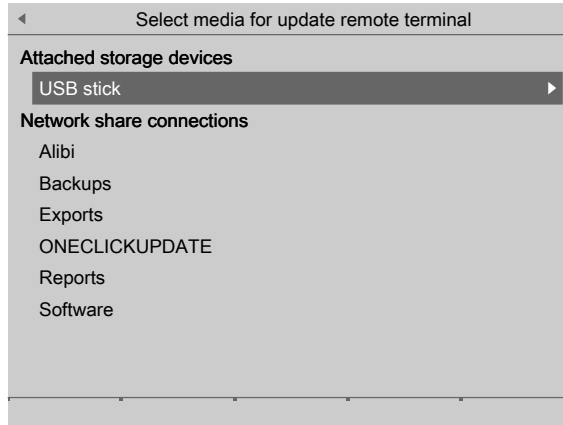 Select media for update remote terminal
Attached storage devices
USB stick
Network share connections
Alibi
Backups
Exports
ONECLICKUPDATE
Reports
Software